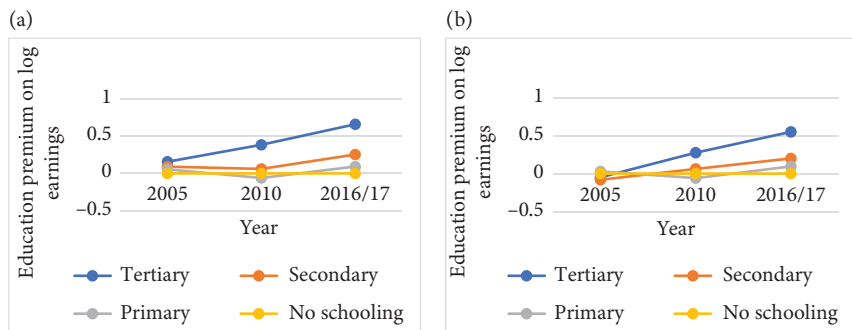 (a)
Education premium on log
earnings
1
0.5
0
–0.5
2005 2010 2016/17
Year
Tertiary Secondary
Primary No schooling
(b)
Education premium on log
earnings
1
0.5
0
–0.5
2005 2010 2016/17
Year
Tertiary Secondary
Primary No schooling